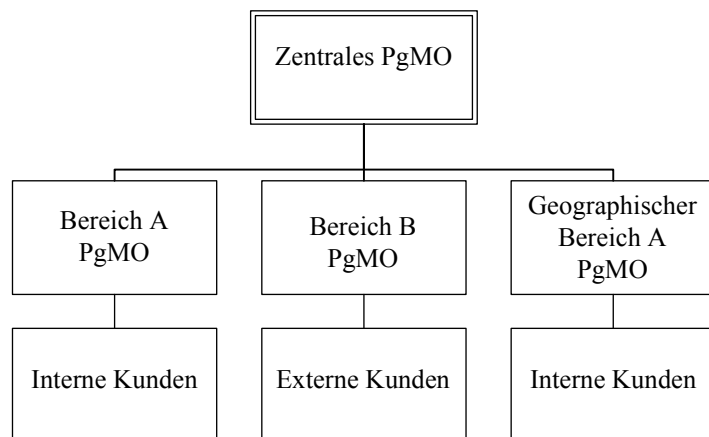 Zentrales PgMO
Bereich A
PgMO
Bereich B
PgMO
Geographischer
Bereich A
PgMO
Interne Kunden
Externe Kunden
Interne Kunden